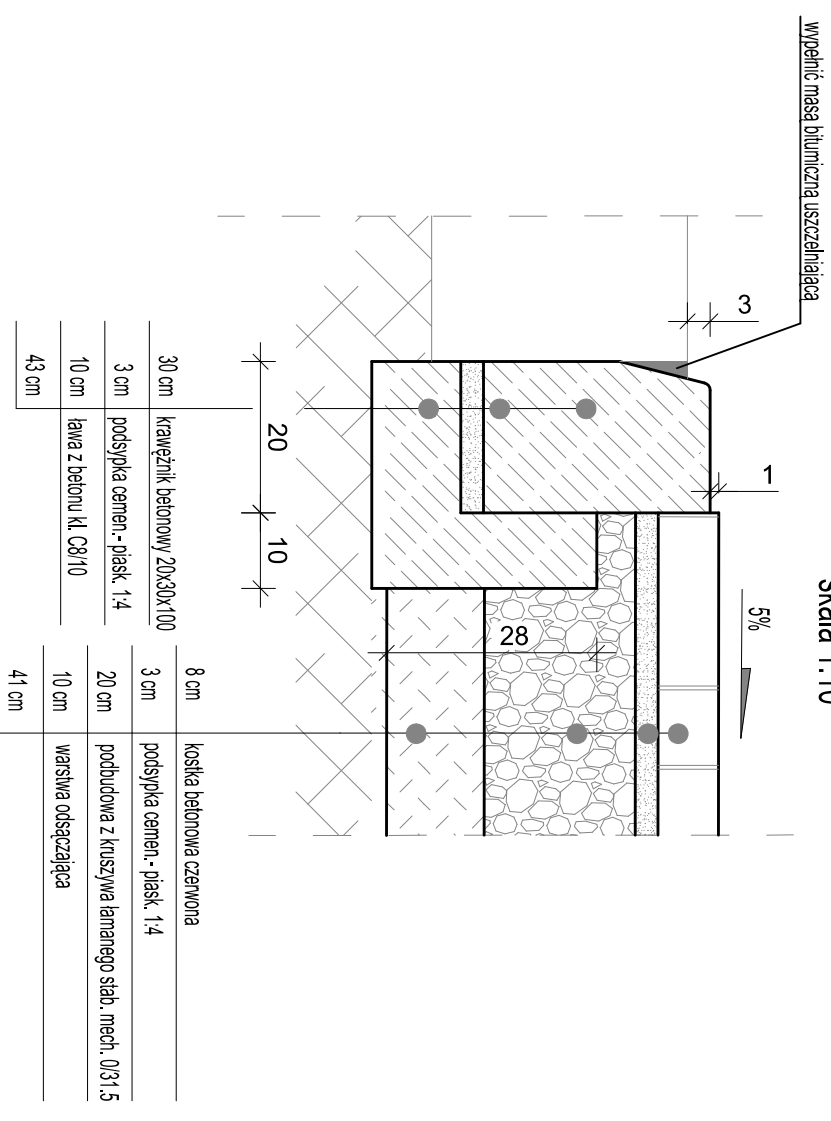 skala 1:10
wypełnić masą bitumiczną uszczelniającą
3
1
5%
20
10
28
30 cm krawężnik betonowy 20x30x100
3 cm podsypka cemen.- piask. 1:4
10 cm ława z betonu kl. C8/10
43 cm
8 cm kostka betonowa czerwona
3 cm podsypka cemen.- piask. 1:4
20 cm podbudowa z kruszywa łamanego stab. mech. 0/31.5
10 cm warstwa odsączająca
41 cm